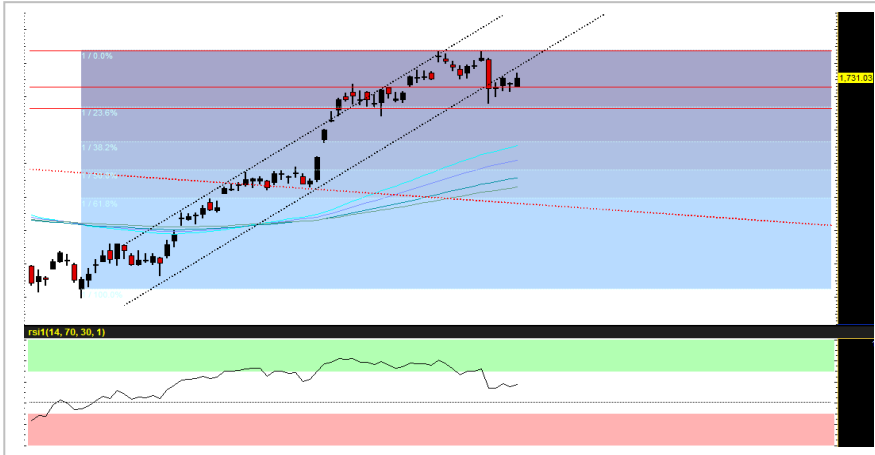 1 / 0.0%
1,731.03
1 / 23.6%
1 / 38.2%
1 / 61.8%
rsi1(14, 70, 30, 1)